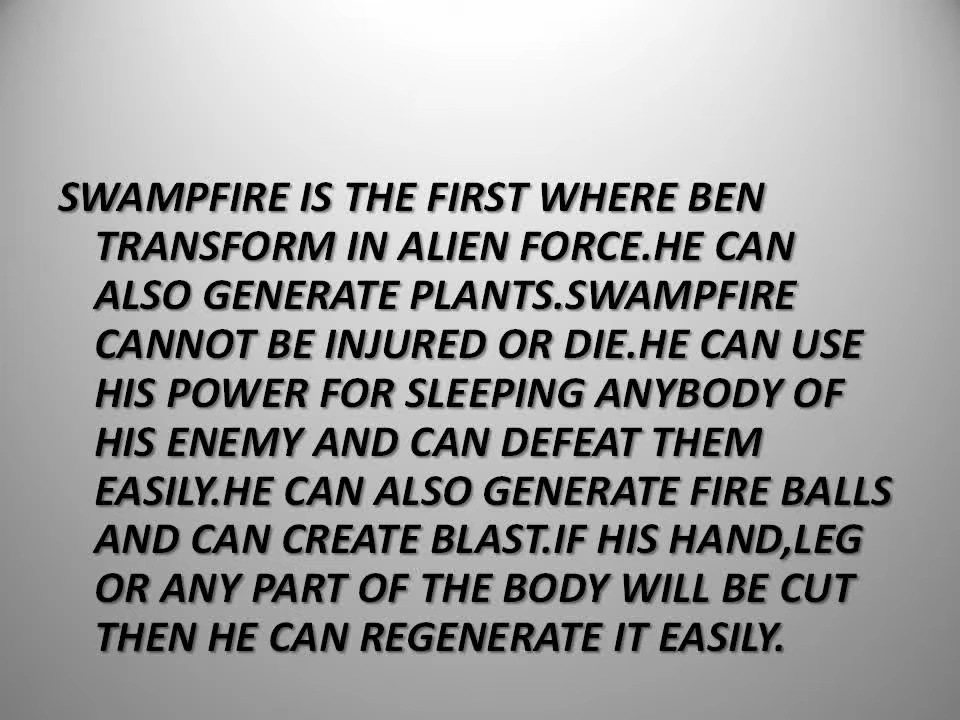 SWAMPFIRE IS THE FIRST WHERE BEN
TRANSFORM IN ALIEN FORCE.HE CAN
ALSO GENERATE PLANTS.SWAMPFIRE
CANNOT BE INJURED OR DIE.HE CAN USE
HIS POWER FOR SLEEPING ANYBODY OF
HIS ENEMY AND CAN DEFEAT THEM
EASILY.HE CAN ALSO GENERATE FIRE BALLS
AND CAN CREATE BLAST.IF HIS HAND,LEG
OR ANY PART OF THE BODY WILL BE CUT
THEN HE CAN REGENERATE IT EASILY.